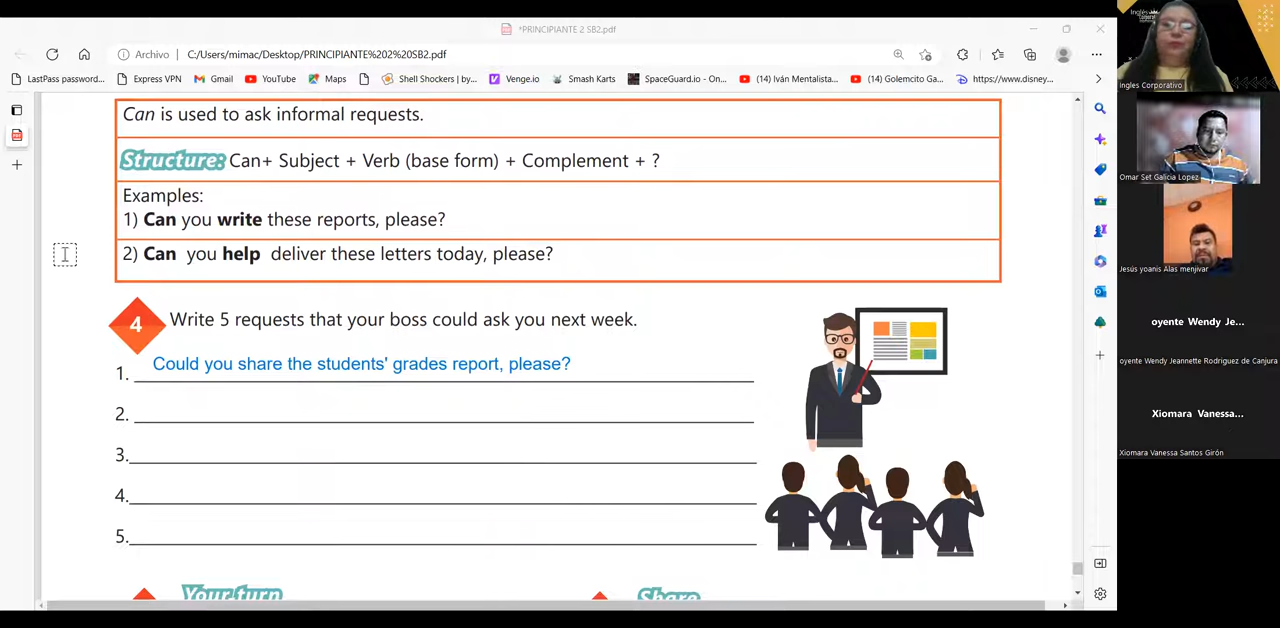 *PRINCIPIANTE 2 SB2.pdf
Archivo | C:/Users/mimac/Desktop/PRINCIPIANTE%202%20SB2.pdf
LastPass password... Express VPN Gmail YouTube Maps Shell Shockers | by... Venge.io Smash Karts SpaceGuard.io - On... (14) Iván Mentalista... (14) Golemcito Ga... https://www.disney...
Can is used to ask informal requests.
Structure: Can+ Subject + Verb (base form) + Complement + ?
Examples:
1) Can you write these reports, please?
2) Can you help deliver these letters today, please?
4 Write 5 requests that your boss could ask you next week.
1. Could you share the students' grades report, please?
2.
3.
4.
5.
Your turn
Share
Inglés
Ingles Corporativo
Omar Set Galicia Lopez
Jesús yoanis Alas menjivar
oyente Wendy Je...
oyente Wendy Jeannette Rodriguez de Canjura
Xiomara Vanessa...
Xiomara Vanessa Santos Girón